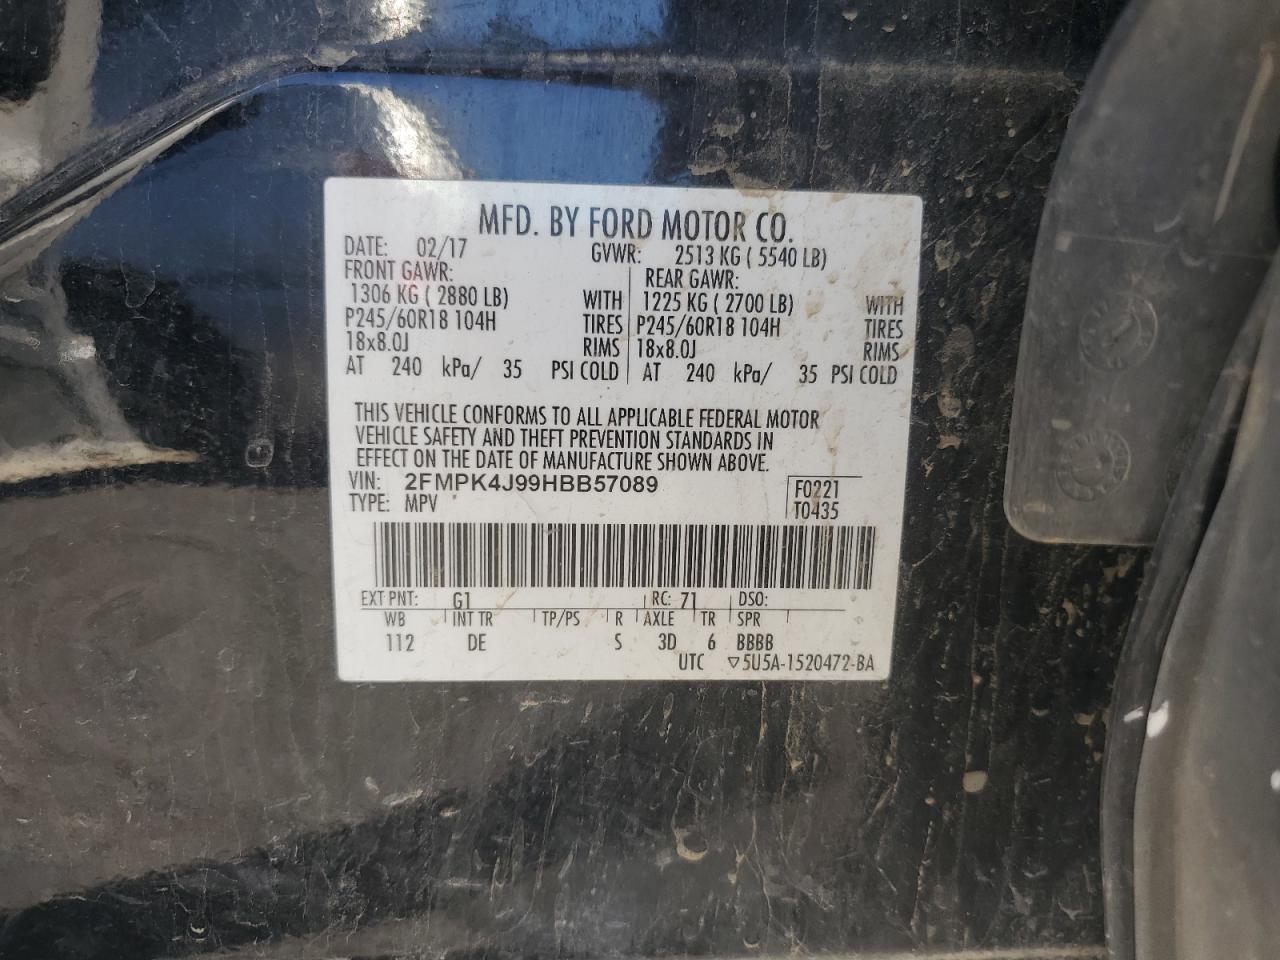 MFD. BY FORD MOTOR CO.
DATE: 02/17 GVWR: 2513 KG ( 5540 LB)
FRONT GAWR: REAR GAWR:
1306 KG ( 2880 LB) WITH 1225 KG ( 2700 LB) WITH
P245/60R18 104H TIRES P245/60R18 104H TIRES
18x8.0J RIMS 18x8.0J RIMS
AT 240 kPa/ 35 PSI COLD AT 240 kPa/ 35 PSI COLD
THIS VEHICLE CONFORMS TO ALL APPLICABLE FEDERAL MOTOR
VEHICLE SAFETY AND THEFT PREVENTION STANDARDS IN
EFFECT ON THE DATE OF MANUFACTURE SHOWN ABOVE.
VIN: 2FMPK4J99HBB57089 F0221
TYPE: MPV T0435
EXT PNT: G1 RC: 71 DSO:
WB INT TR TP/PS R AXLE TR SPR
112 DE S 3D 6 BBBB
UTC ▽5U5A-1520472-BA